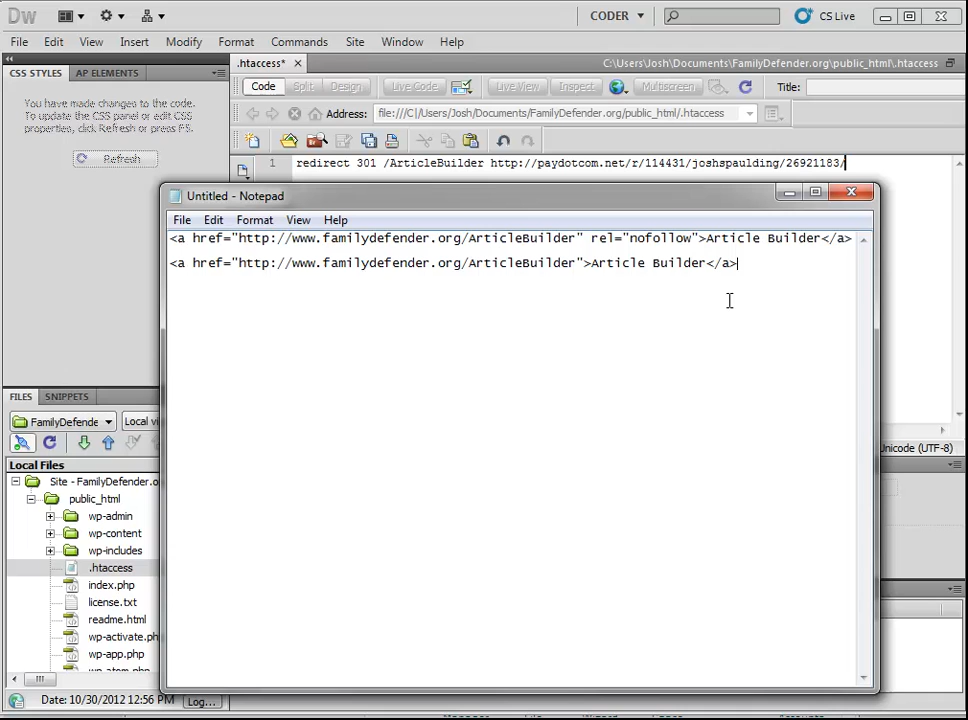 Dw
CODER
CS Live
File Edit View Insert Modify Format Commands Site Window Help
CSS STYLES AP ELEMENTS
.htaccess*
C:\Users\Josh\Documents\FamilyDefender.org\public_html\.htaccess
Code Split Design Live Code Live View Inspect Multiscreen Title:
Address: file:///C|/Users/Josh/Documents/FamilyDefender.org/public_html/.htaccess
You have made changes to the code.
To update the CSS panel or edit CSS
properties, click Refresh or press F5.
Refresh
1 redirect 301 /ArticleBuilder http://paydotcom.net/r/114431/joshspaulding/26921183/
Untitled - Notepad
File Edit Format View Help
<a href="http://www.familydefender.org/ArticleBuilder" rel="nofollow">Article Builder</a>
<a href="http://www.familydefender.org/ArticleBuilder">Article Builder</a>
FILES SNIPPETS
FamilyDefende Local vi
Unicode (UTF-8)
Local Files
Site - FamilyDefender.o
public_html
wp-admin
wp-content
wp-includes
.htaccess
index.php
license.txt
readme.html
wp-activate.ph
wp-app.php
wp-atom.php
Date: 10/30/2012 12:56 PM Log...